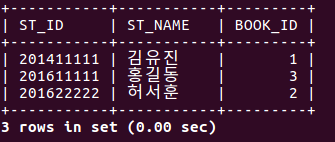 +-----------+---------+---------+
| ST_ID | ST_NAME | BOOK_ID |
+-----------+---------+---------+
| 201411111 | 김유진 | 1 |
| 201611111 | 홍길동 | 3 |
| 201622222 | 허서훈 | 2 |
+-----------+---------+---------+
3 rows in set (0.00 sec)